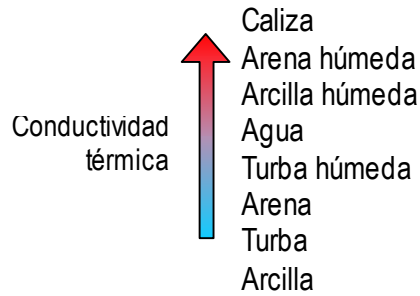 Conductividad
térmica
Caliza
Arena húmeda
Arcilla húmeda
Agua
Turba húmeda
Arena
Turba
Arcilla